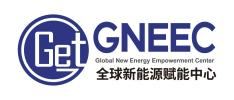 Get
GNEEC
Global New Energy Empowerment Center
全球新能源赋能中心